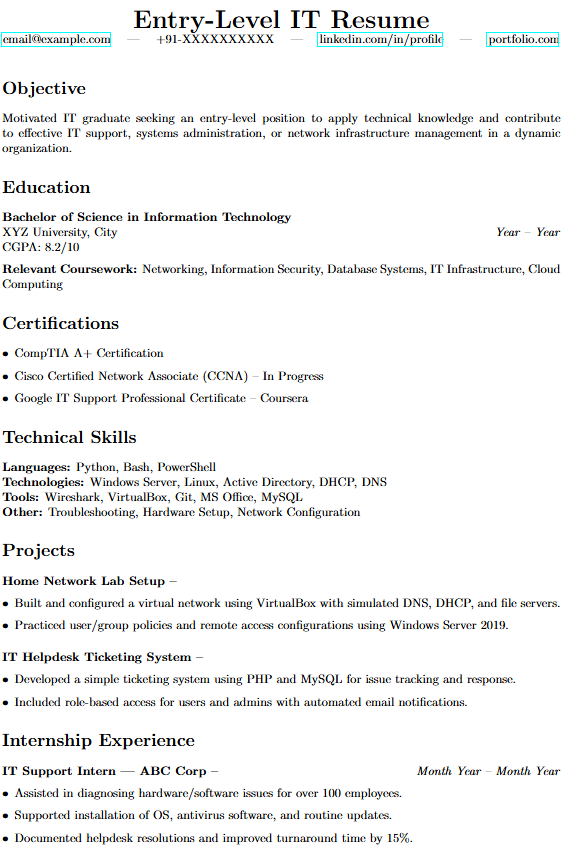 Entry-Level IT Resume
email@example.com — +91-XXXXXXXXXX — linkedin.com/in/profile — portfolio.com
Objective
Motivated IT graduate seeking an entry-level position to apply technical knowledge and contribute
to effective IT support, systems administration, or network infrastructure management in a dynamic
organization.
Education
Bachelor of Science in Information Technology
XYZ University, City Year – Year
CGPA: 8.2/10
Relevant Coursework: Networking, Information Security, Database Systems, IT Infrastructure, Cloud
Computing
Certifications
• CompTIA A+ Certification
• Cisco Certified Network Associate (CCNA) – In Progress
• Google IT Support Professional Certificate – Coursera
Technical Skills
Languages: Python, Bash, PowerShell
Technologies: Windows Server, Linux, Active Directory, DHCP, DNS
Tools: Wireshark, VirtualBox, Git, MS Office, MySQL
Other: Troubleshooting, Hardware Setup, Network Configuration
Projects
Home Network Lab Setup –
• Built and configured a virtual network using VirtualBox with simulated DNS, DHCP, and file servers.
• Practiced user/group policies and remote access configurations using Windows Server 2019.
IT Helpdesk Ticketing System –
• Developed a simple ticketing system using PHP and MySQL for issue tracking and response.
• Included role-based access for users and admins with automated email notifications.
Internship Experience
IT Support Intern — ABC Corp – Month Year – Month Year
• Assisted in diagnosing hardware/software issues for over 100 employees.
• Supported installation of OS, antivirus software, and routine updates.
• Documented helpdesk resolutions and improved turnaround time by 15%.